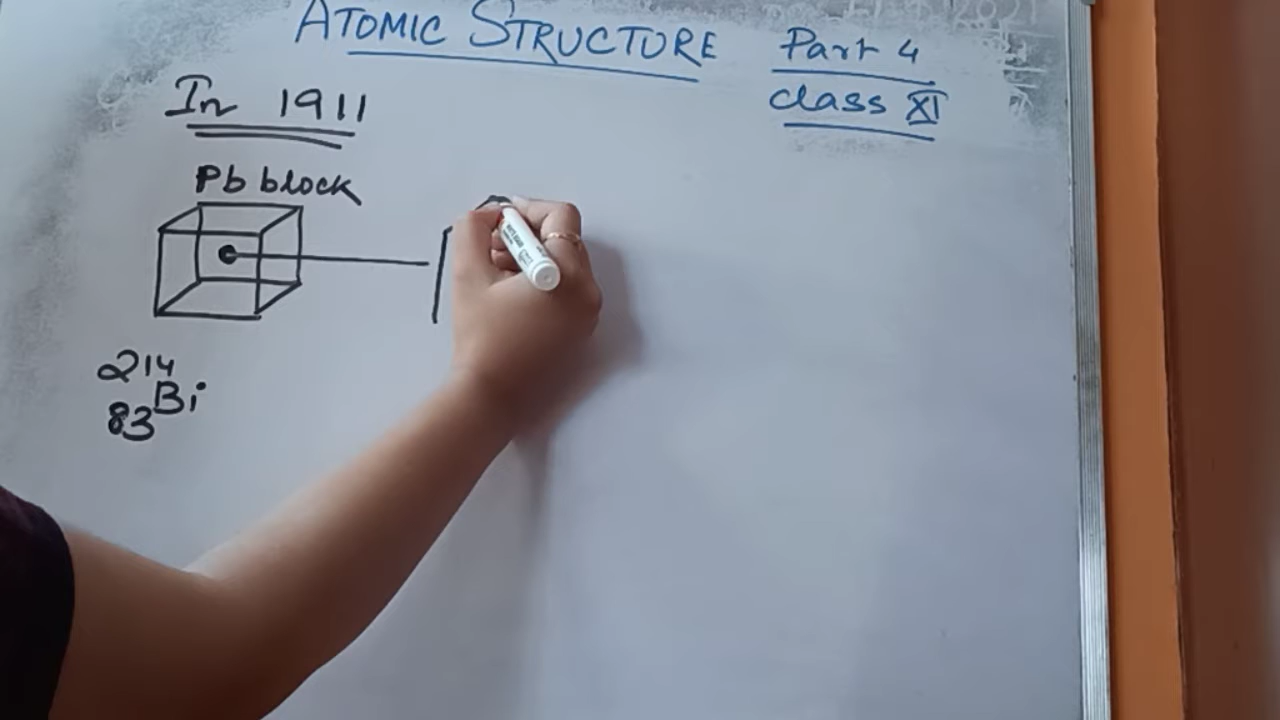 ATOMIC STRUCTURE Part 4
class XI
In 1911
Pb block
214
Bi
83